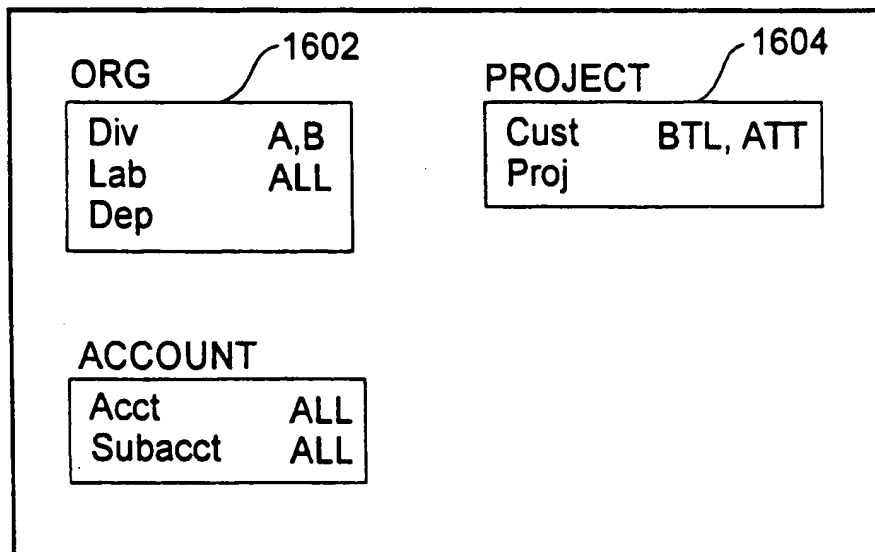 1602
ORG
Div A,B
Lab ALL
Dep
1604
PROJECT
Cust BTL, ATT
Proj
ACCOUNT
Acct ALL
Subacct ALL